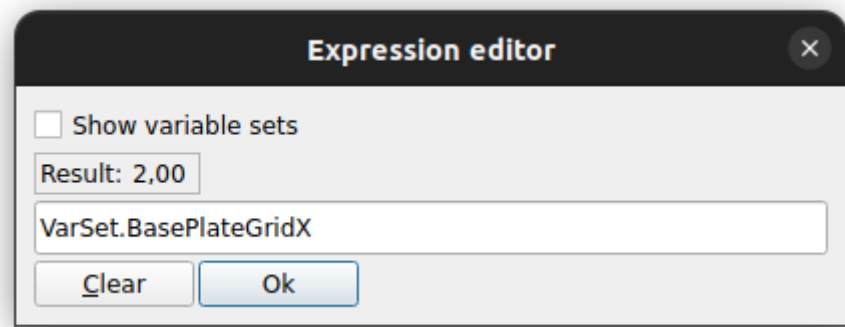 Expression editor
Show variable sets
Result: 2,00
VarSet.BasePlateGridX
Clear Ok